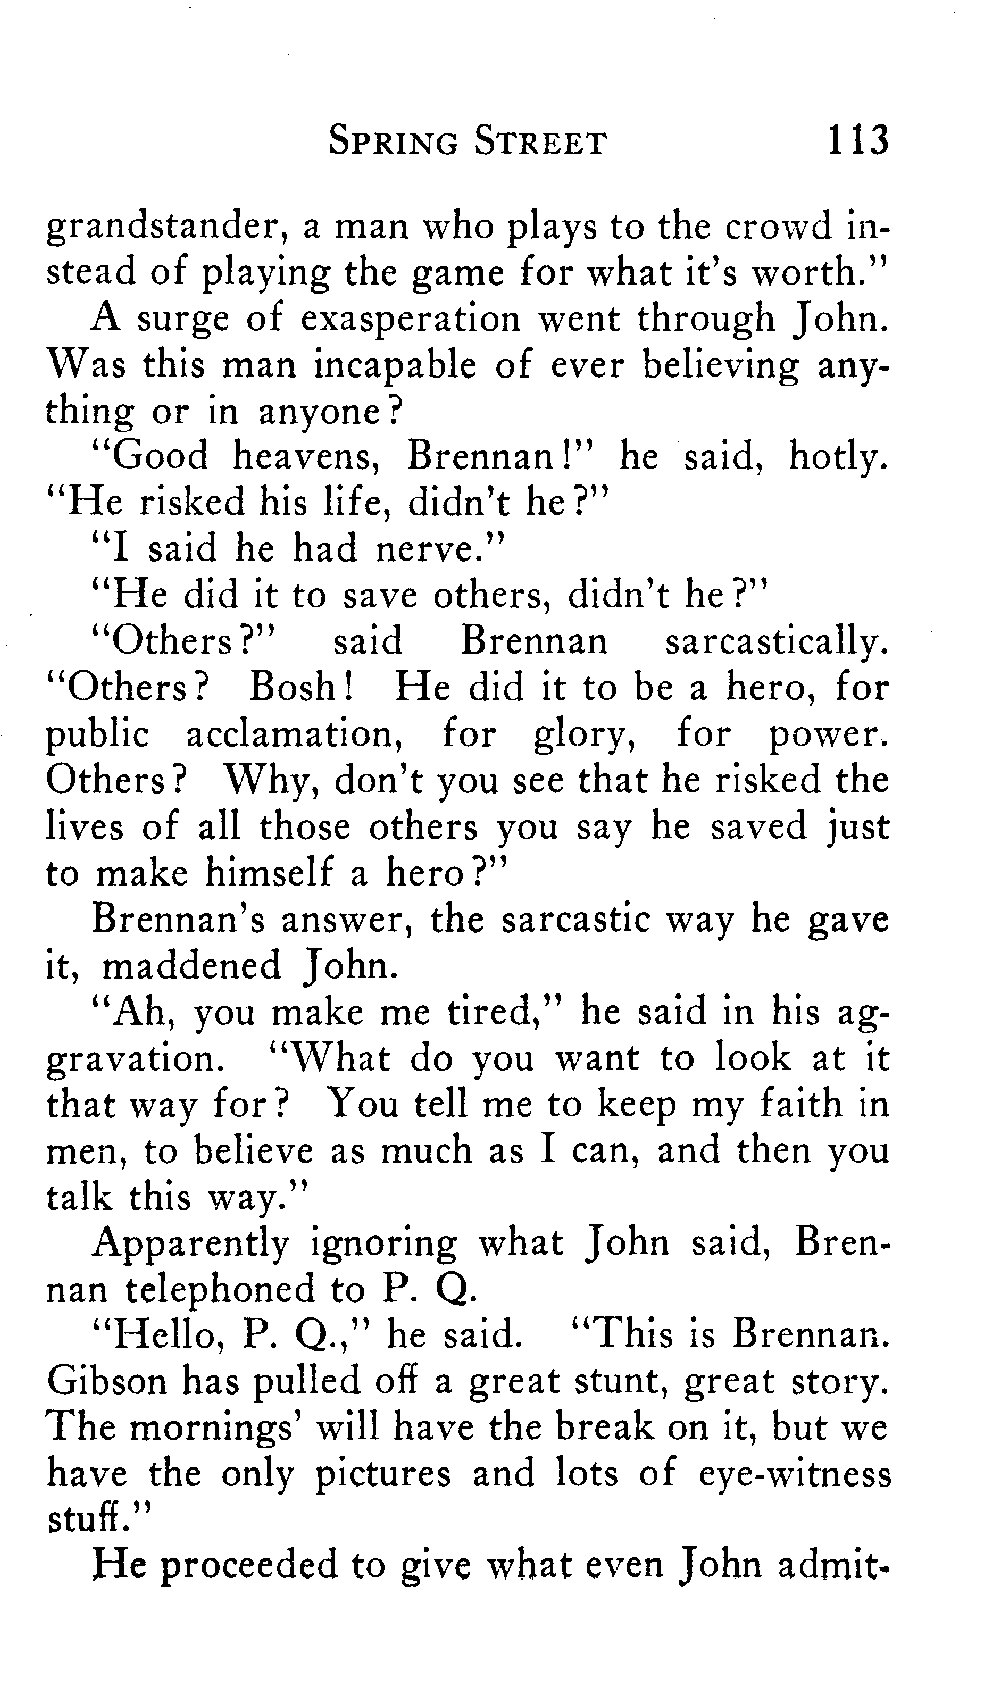 SPRING STREET 113
grandstander, a man who plays to the crowd in-
stead of playing the game for what it's worth."
A surge of exasperation went through John.
Was this man incapable of ever believing any-
thing or in anyone?
"Good heavens, Brennan!" he said, hotly.
"He risked his life, didn't he?"
"I said he had nerve."
"He did it to save others, didn't he?"
"Others?" said Brennan sarcastically.
"Others? Bosh! He did it to be a hero, for
public acclamation, for glory, for power.
Others? Why, don't you see that he risked the
lives of all those others you say he saved just
to make himself a hero?"
Brennan's answer, the sarcastic way he gave
it, maddened John.
"Ah, you make me tired," he said in his ag-
gravation. "What do you want to look at it
that way for? You tell me to keep my faith in
men, to believe as much as I can, and then you
talk this way."
Apparently ignoring what John said, Bren-
nan telephoned to P. Q.
"Hello, P. Q.," he said. "This is Brennan.
Gibson has pulled off a great stunt, great story.
The mornings' will have the break on it, but we
have the only pictures and lots of eye-witness
stuff."
He proceeded to give what even John admit-